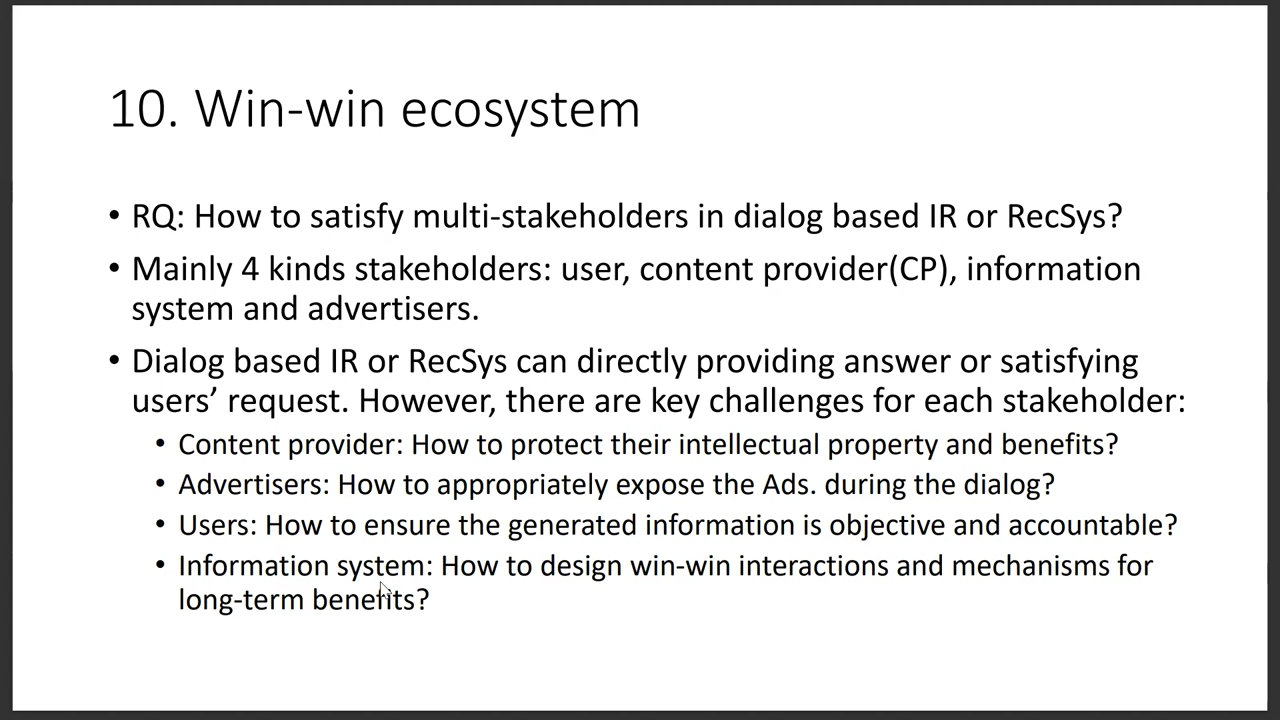 10. Win-win ecosystem
• RQ: How to satisfy multi-stakeholders in dialog based IR or RecSys?
• Mainly 4 kinds stakeholders: user, content provider(CP), information
system and advertisers.
• Dialog based IR or RecSys can directly providing answer or satisfying
users’ request. However, there are key challenges for each stakeholder:
• Content provider: How to protect their intellectual property and benefits?
• Advertisers: How to appropriately expose the Ads. during the dialog?
• Users: How to ensure the generated information is objective and accountable?
• Information system: How to design win-win interactions and mechanisms for
long-term benefits?